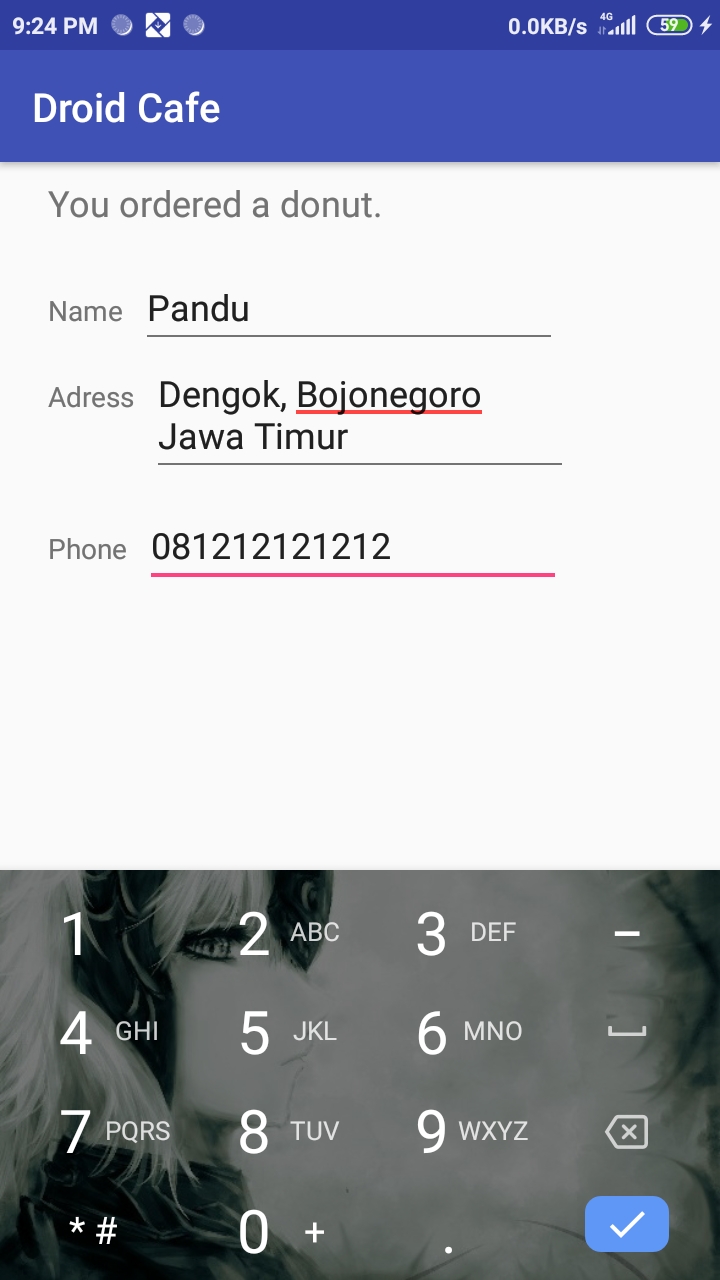 9:24 PM 0.0KB/s 4G 59
Droid Cafe
You ordered a donut.
Name Pandu
Adress Dengok, Bojonegoro
Jawa Timur
Phone 081212121212
1 2 ABC 3 DEF –
4 GHI 5 JKL 6 MNO
7 PQRS 8 TUV 9 WXYZ
* # 0 + .